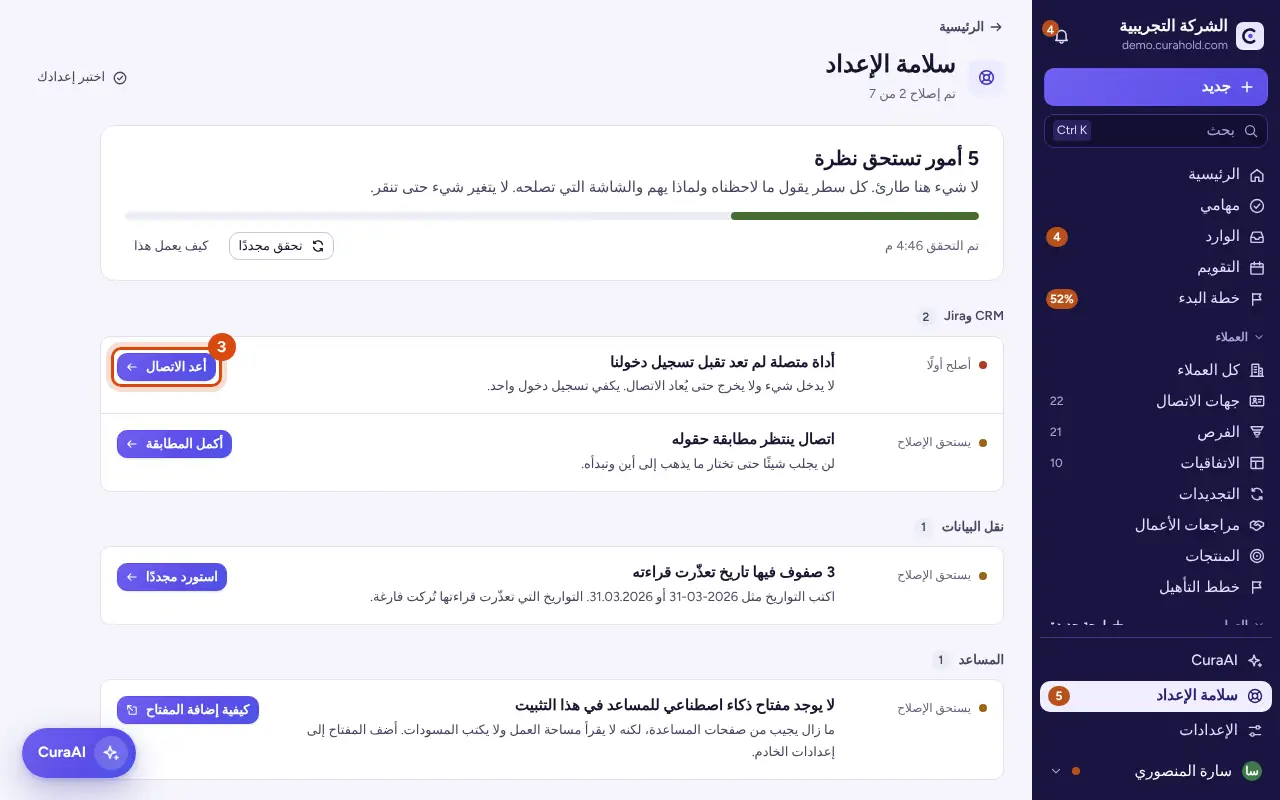 الشركة التجريبية
demo.curahold.com
4
جديد
بحث
Ctrl K
الرئيسية
مهامي
الوارد
4
التقويم
خطة البدء
52%
العملاء
كل العملاء
جهات الاتصال
22
الفرص
21
الاتفاقيات
10
التجديدات
مراجعات الأعمال
المنتجات
خطط التأهيل
CuraAI
سلامة الإعداد
5
الإعدادات
سا
سارة المنصوري
الرئيسية
سلامة الإعداد
تم إصلاح 2 من 7
اختبر إعدادك
5 أمور تستحق نظرة
لا شيء هنا طارئ. كل سطر يقول ما لاحظناه ولماذا يهم والشاشة التي تصلحه. لا يتغير شيء حتى تنقر.
تم التحقق 4:46 م
تحقق مجددًا
كيف يعمل هذا
CRM وJira
2
أصلح أولًا
أداة متصلة لم تعد تقبل تسجيل دخولنا
لا يدخل شيء ولا يخرج حتى يُعاد الاتصال. يكفي تسجيل دخول واحد.
أعد الاتصال
3
يستحق الإصلاح
اتصال ينتظر مطابقة حقوله
لن يجلب شيئًا حتى تختار ما يذهب إلى أين وتبدأه.
أكمل المطابقة
نقل البيانات
1
يستحق الإصلاح
3 صفوف فيها تاريخ تعذّرت قراءته
اكتب التواريخ مثل 2026-03-31 أو 31.03.2026. التواريخ التي تعذّرت قراءتها تُركت فارغة.
استورد مجددًا
المساعد
1
يستحق الإصلاح
لا يوجد مفتاح ذكاء اصطناعي للمساعد في هذا التثبيت
ما زال يجيب من صفحات المساعدة، لكنه لا يقرأ مساحة العمل ولا يكتب المسودات. أضف المفتاح إلى
إعدادات الخادم.
كيفية إضافة المفتاح
CuraAI